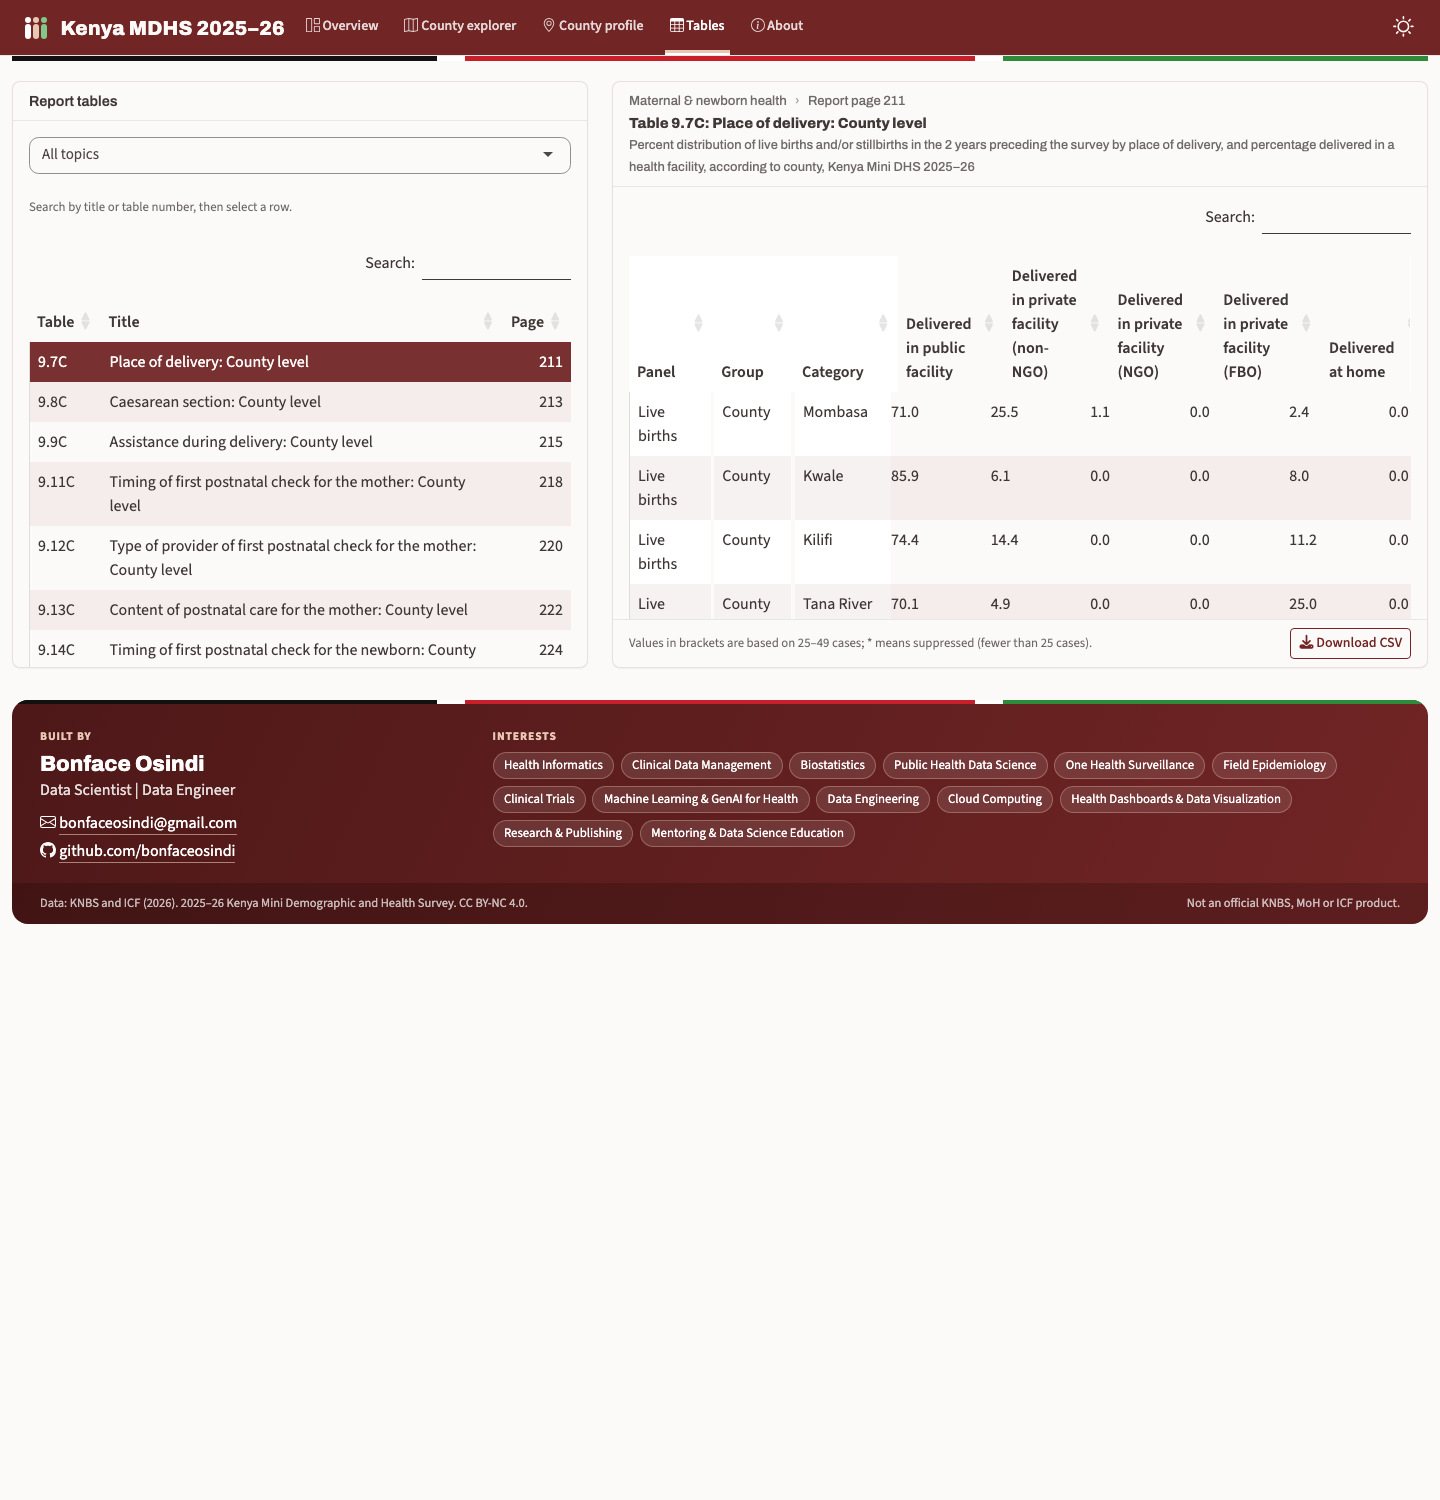 Kenya MDHS 2025–26
Overview
County explorer
County profile
Tables
About
Report tables
All topics
Search by title or table number, then select a row.
Search:
Table Title Page
9.7C Place of delivery: County level 211
9.8C Caesarean section: County level 213
9.9C Assistance during delivery: County level 215
9.11C Timing of first postnatal check for the mother: County 218
level
9.12C Type of provider of first postnatal check for the mother: 220
County level
9.13C Content of postnatal care for the mother: County level 222
9.14C Timing of first postnatal check for the newborn: County 224
Maternal & newborn health › Report page 211
Table 9.7C: Place of delivery: County level
Percent distribution of live births and/or stillbirths in the 2 years preceding the survey by place of delivery, and percentage delivered in a
health facility, according to county, Kenya Mini DHS 2025–26
Search:
Panel
Group
Category
Delivered
in public
facility
Delivered
in private
facility
(non-
NGO)
Delivered
in private
facility
(NGO)
Delivered
in private
facility
(FBO)
Delivered
at home
Live County Mombasa 71.0 25.5 1.1 0.0 2.4 0.0
births
Live County Kwale 85.9 6.1 0.0 0.0 8.0 0.0
births
Live County Kilifi 74.4 14.4 0.0 0.0 11.2 0.0
births
Live County Tana River 70.1 4.9 0.0 0.0 25.0 0.0
Values in brackets are based on 25–49 cases; * means suppressed (fewer than 25 cases).
Download CSV
BUILT BY
Bonface Osindi
Data Scientist | Data Engineer
bonfaceosindi@gmail.com
github.com/bonfaceosindi
INTERESTS
Health Informatics Clinical Data Management Biostatistics Public Health Data Science One Health Surveillance Field Epidemiology
Clinical Trials Machine Learning & GenAI for Health Data Engineering Cloud Computing Health Dashboards & Data Visualization
Research & Publishing Mentoring & Data Science Education
Data: KNBS and ICF (2026). 2025–26 Kenya Mini Demographic and Health Survey. CC BY-NC 4.0.
Not an official KNBS, MoH or ICF product.